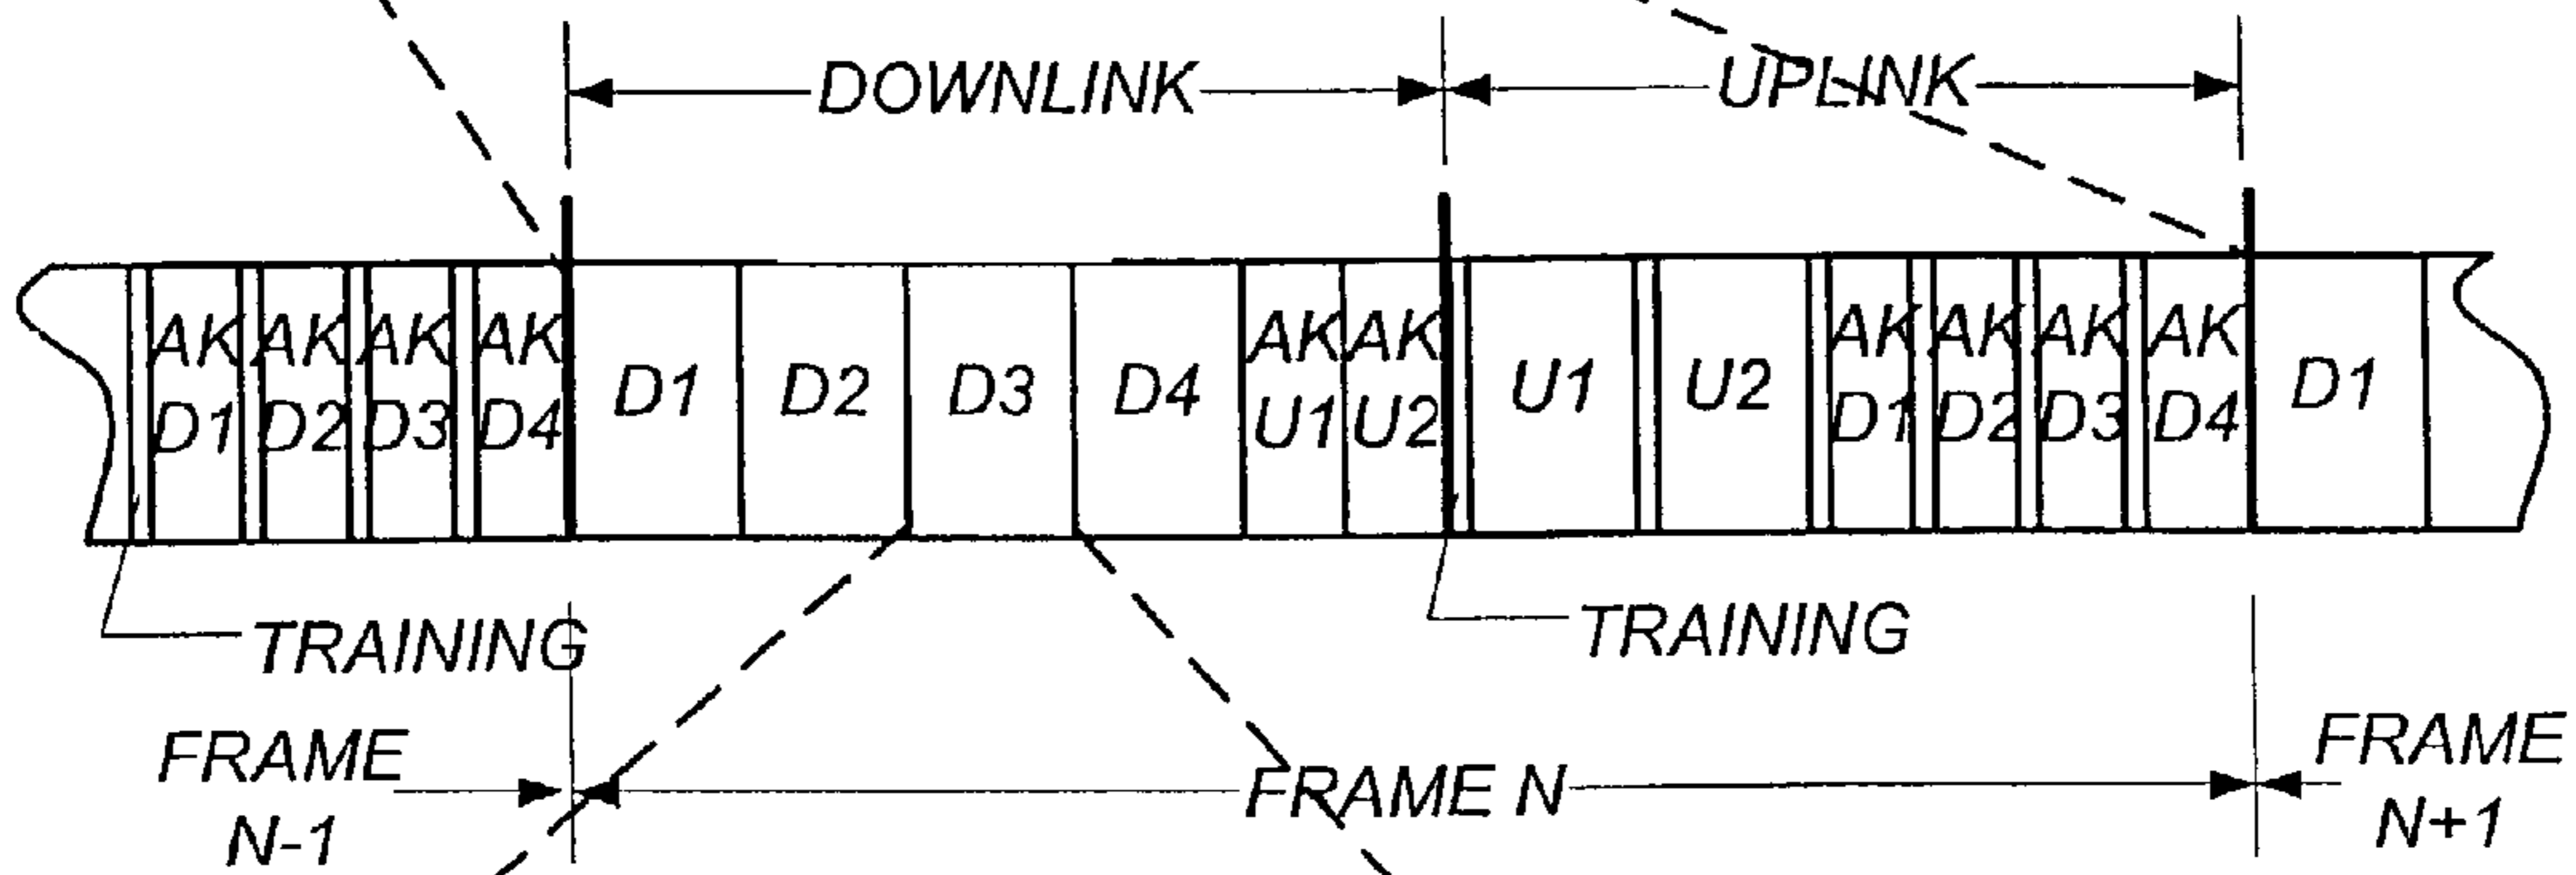 DOWNLINK UPLINK
AK AK AK AK D1 D2 D3 D4 AK AK U1 U2 AK AK AK AK D1
D1 D2 D3 D4 U1 U2 D1 D2 D3 D4
TRAINING TRAINING
FRAME FRAME N FRAME
N-1 N+1